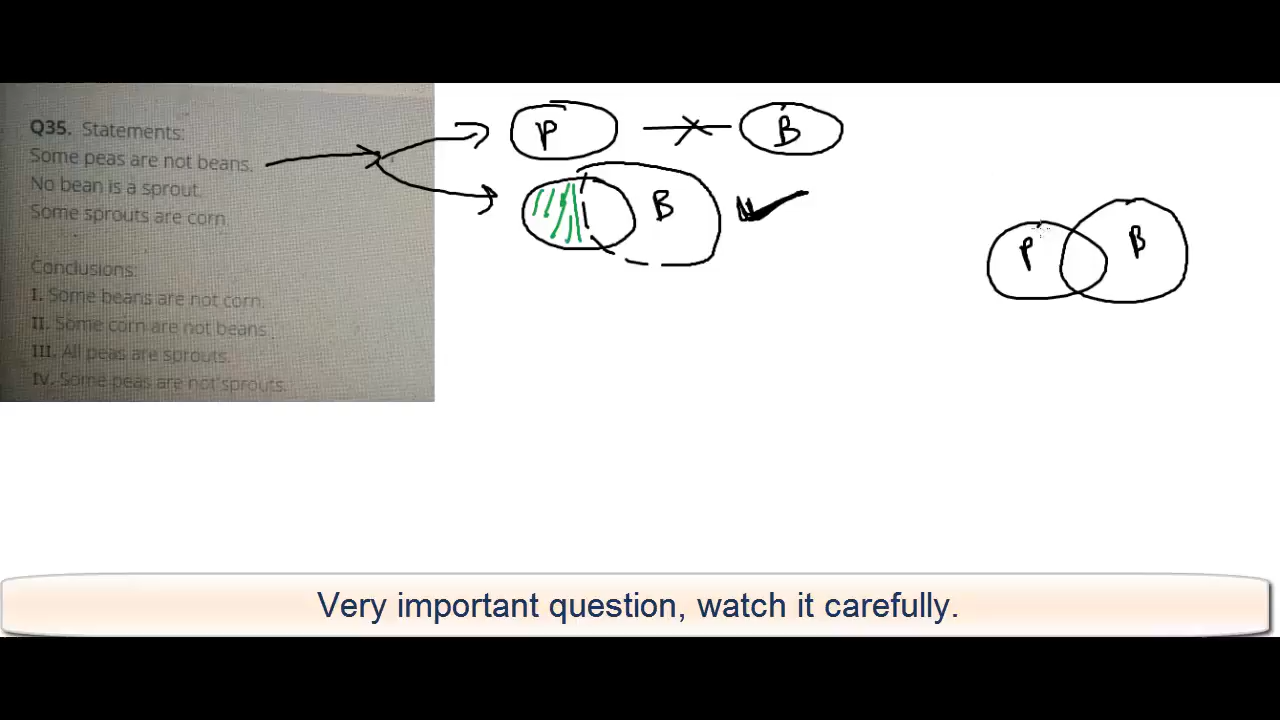 Q35. Statements:
Some peas are not beans.
No bean is a sprout.
Some sprouts are corn.
Conclusions:
I. Some beans are not corn.
II. Some corn are not beans.
III. All peas are sprouts.
IV. Some peas are not sprouts.
P B
B
P B
Very important question, watch it carefully.